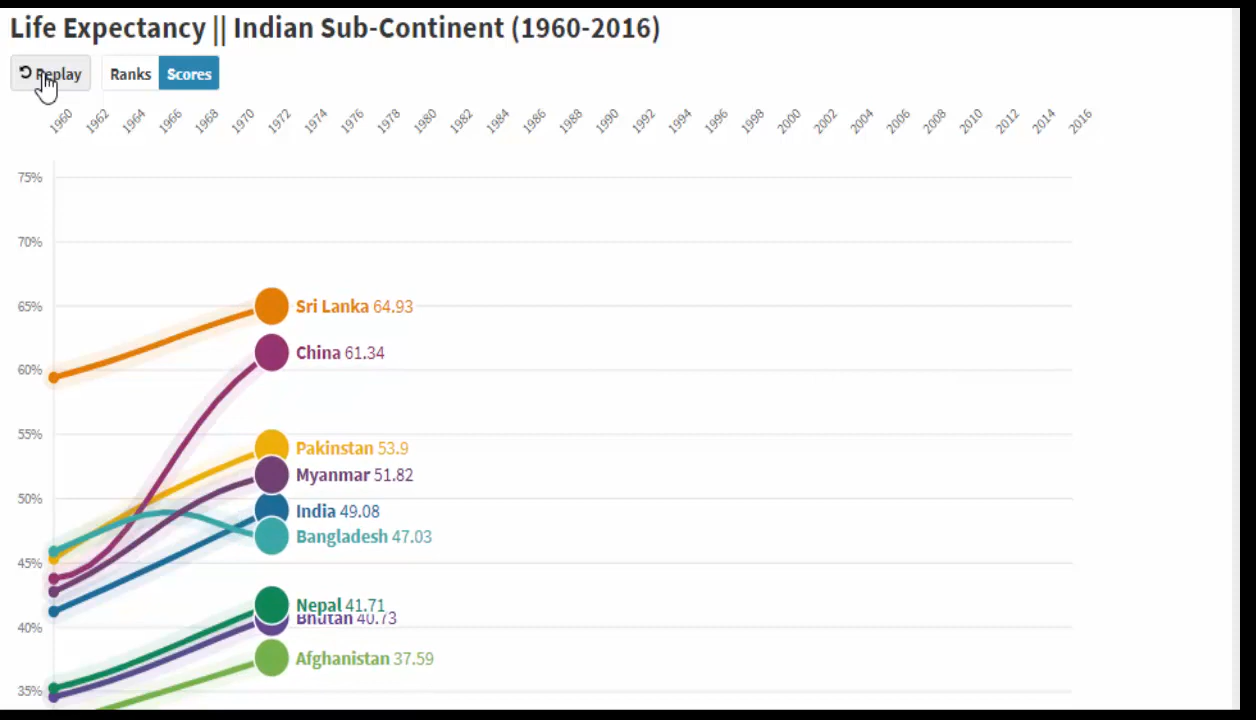 Life Expectancy || Indian Sub-Continent (1960-2016)
Replay Ranks Scores
1960 1962 1964 1966 1968 1970 1972 1974 1976 1978 1980 1982 1984 1986 1988 1990 1992 1994 1996 1998 2000 2002 2004 2006 2008 2010 2012 2014 2016
75%
70%
65%
Sri Lanka 64.93
China 61.34
60%
55%
Pakinstan 53.9
Myanmar 51.82
50%
India 49.08
Bangladesh 47.03
45%
Nepal 41.71
Bhutan 40.73
40%
Afghanistan 37.59
35%